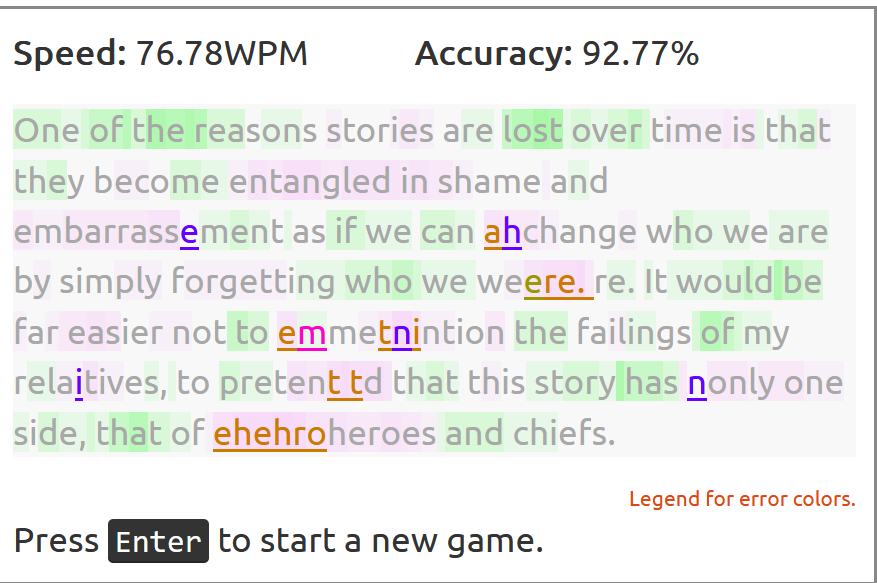 Speed: 76.78WPM Accuracy: 92.77%
One of the reasons stories are lost over time is that
they become entangled in shame and
embarrassement as if we can ahchange who we are
by simply forgetting who we weere. re. It would be
far easier not to emmetnintion the failings of my
relaitives, to pretent td that this story has nonly one
side, that of ehehroheroes and chiefs.
Legend for error colors.
Press Enter to start a new game.